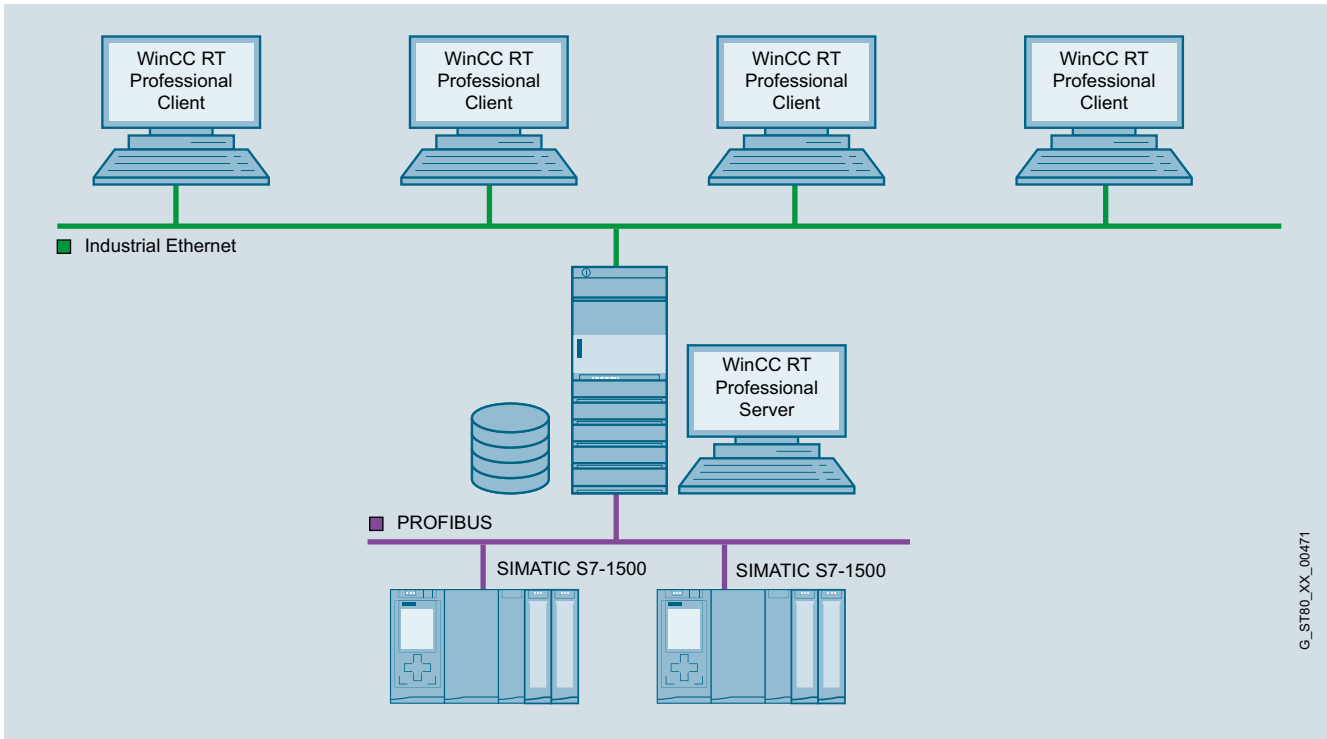 WinCC RT
Professional
Client
WinCC RT
Professional
Client
WinCC RT
Professional
Client
WinCC RT
Professional
Client
Industrial Ethernet
WinCC RT
Professional
Server
PROFIBUS
SIMATIC S7-1500
SIMATIC S7-1500
G_ST80_XX_00471